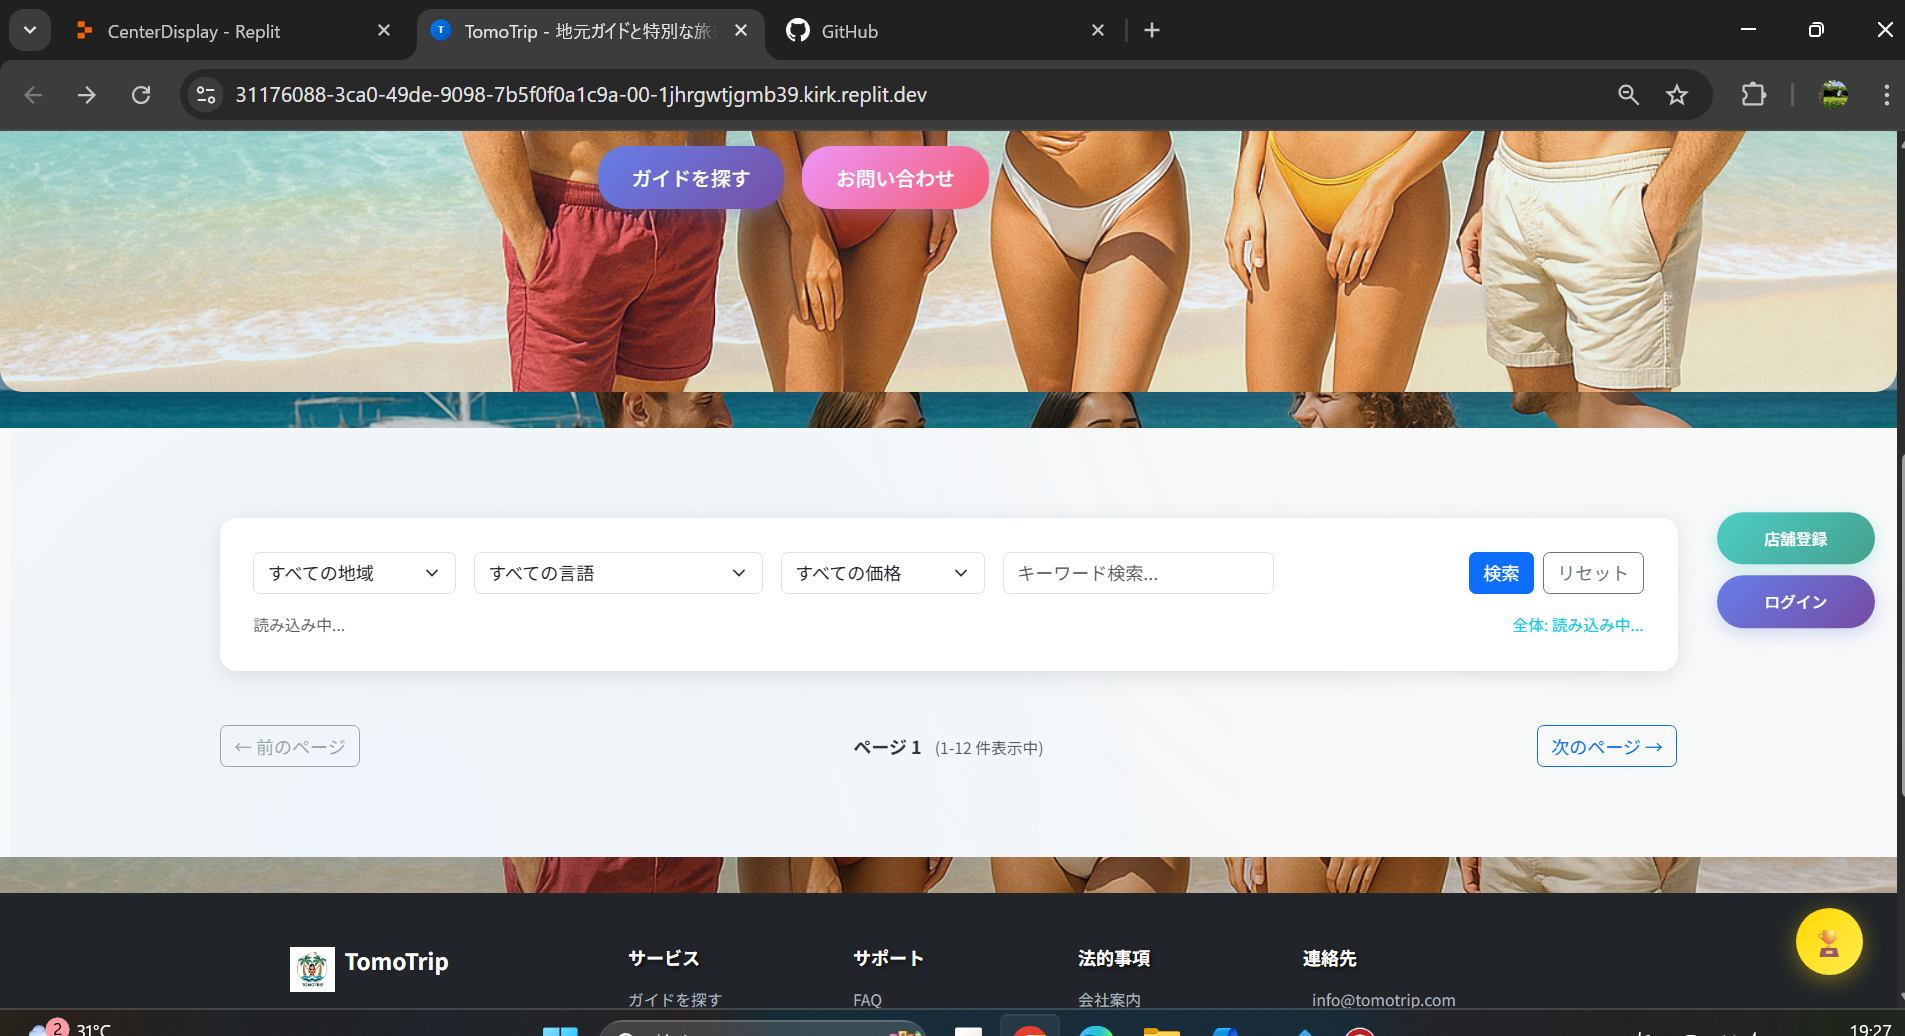 CenterDisplay - Replit
TomoTrip - 地元ガイドと特別な旅
GitHub
31176088-3ca0-49de-9098-7b5f0f0a1c9a-00-1jhrgwtjgmb39.kirk.replit.dev
ガイドを探す
お問い合わせ
店舗登録
ログイン
すべての地域
すべての言語
すべての価格
キーワード検索...
検索
リセット
読み込み中...
全体: 読み込み中...
← 前のページ
ページ 1 (1-12 件表示中)
次のページ →
TomoTrip
サービス
サポート
法的事項
連絡先
ガイドを探す
FAQ
会社案内
info@tomotrip.com
2
31°C
19:27